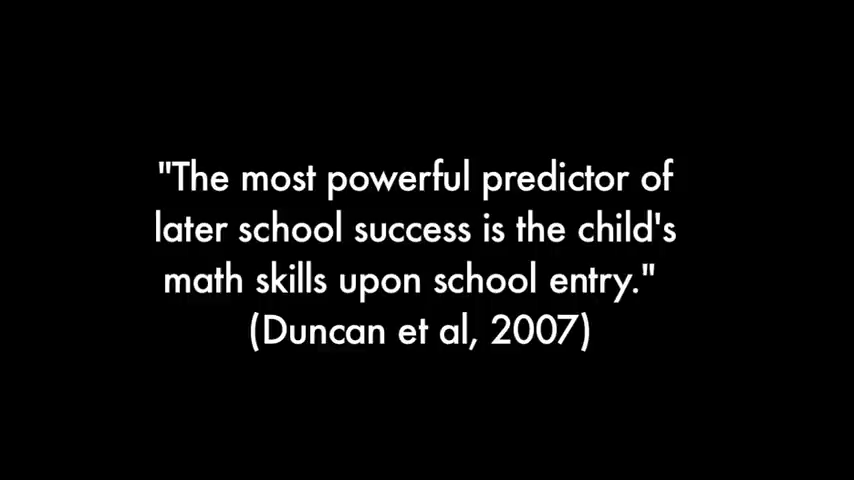 "The most powerful predictor of
later school success is the child's
math skills upon school entry."
(Duncan et al, 2007)